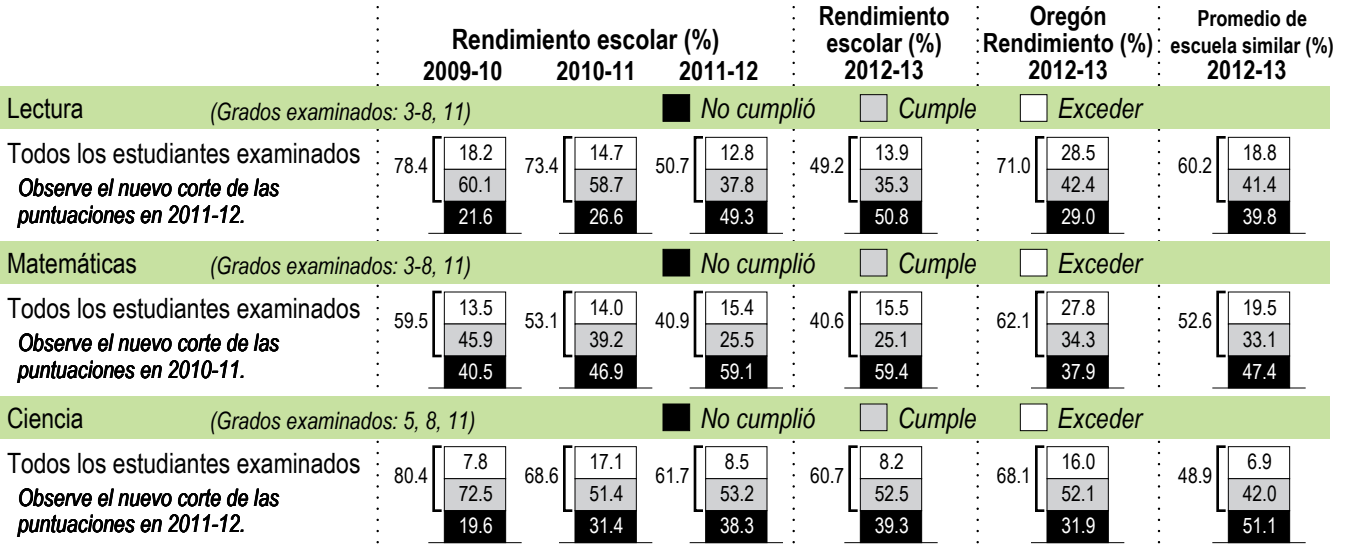 Rendimiento escolar (%)
2009-10 2010-11 2011-12
Rendimiento
escolar (%)
2012-13
Oregón
Rendimiento (%)
2012-13
Promedio de
escuela similar (%)
2012-13
Lectura (Grados examinados: 3-8, 11) No cumplió Cumple Exceder
Todos los estudiantes examinados
Observe el nuevo corte de las
puntuaciones en 2011-12.
78.4 18.2 60.1 21.6
73.4 14.7 58.7 26.6
50.7 12.8 37.8 49.3
49.2 13.9 35.3 50.8
71.0 28.5 42.4 29.0
60.2 18.8 41.4 39.8
Matemáticas (Grados examinados: 3-8, 11) No cumplió Cumple Exceder
Todos los estudiantes examinados
Observe el nuevo corte de las
puntuaciones en 2010-11.
59.5 13.5 45.9 40.5
53.1 14.0 39.2 46.9
40.9 15.4 25.5 59.1
40.6 15.5 25.1 59.4
62.1 27.8 34.3 37.9
52.6 19.5 33.1 47.4
Ciencia (Grados examinados: 5, 8, 11) No cumplió Cumple Exceder
Todos los estudiantes examinados
Observe el nuevo corte de las
puntuaciones en 2011-12.
80.4 7.8 72.5 19.6
68.6 17.1 51.4 31.4
61.7 8.5 53.2 38.3
60.7 8.2 52.5 39.3
68.1 16.0 52.1 31.9
48.9 6.9 42.0 51.1